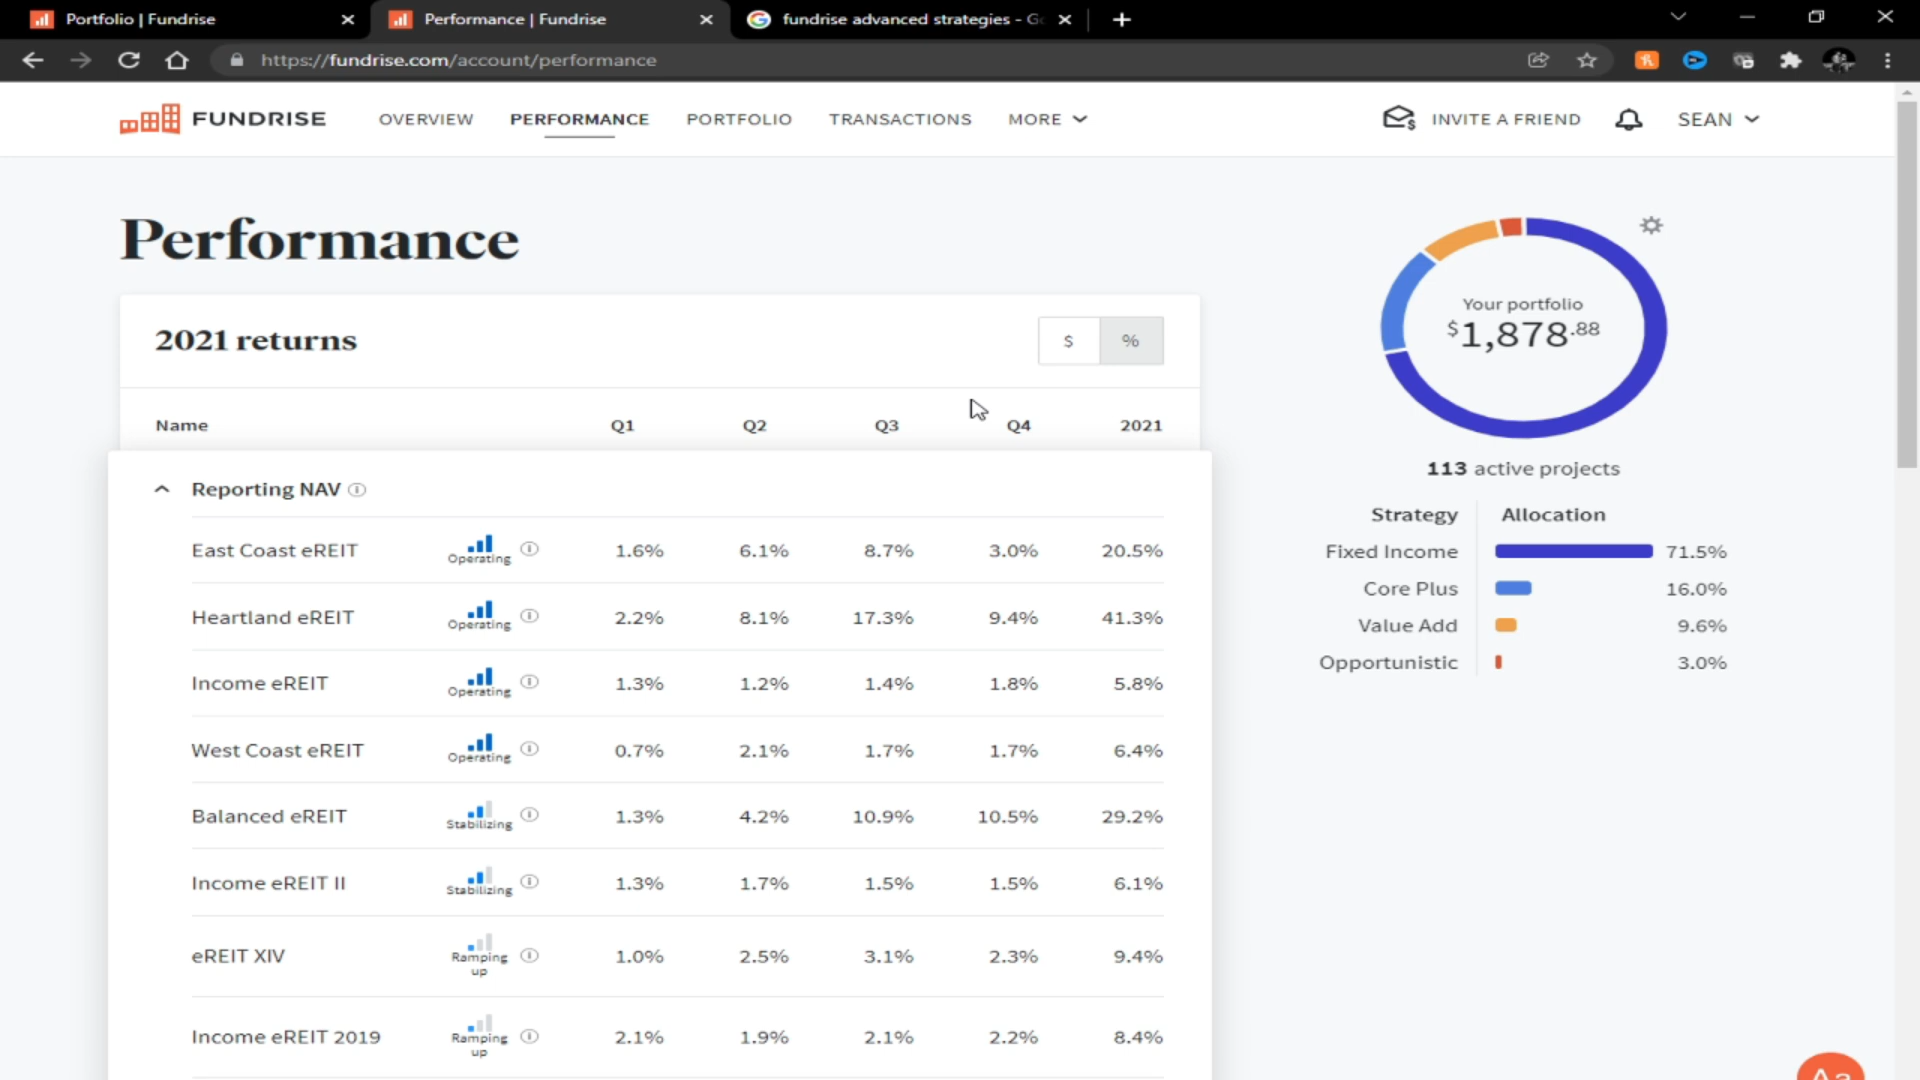 Portfolio | Fundrise
Performance | Fundrise
fundrise advanced strategies - Go
https://fundrise.com/account/performance
FUNDRISE
OVERVIEW
PERFORMANCE
PORTFOLIO
TRANSACTIONS
MORE
INVITE A FRIEND
SEAN
Performance
2021 returns
$ %
Name Q1 Q2 Q3 Q4 2021
Reporting NAV
East Coast eREIT Operating 1.6% 6.1% 8.7% 3.0% 20.5%
Heartland eREIT Operating 2.2% 8.1% 17.3% 9.4% 41.3%
Income eREIT Operating 1.3% 1.2% 1.4% 1.8% 5.8%
West Coast eREIT Operating 0.7% 2.1% 1.7% 1.7% 6.4%
Balanced eREIT Stabilizing 1.3% 4.2% 10.9% 10.5% 29.2%
Income eREIT II Stabilizing 1.3% 1.7% 1.5% 1.5% 6.1%
eREIT XIV Ramping up 1.0% 2.5% 3.1% 2.3% 9.4%
Income eREIT 2019 Ramping up 2.1% 1.9% 2.1% 2.2% 8.4%
Your portfolio
$1,878.88
113 active projects
Strategy Allocation
Fixed Income 71.5%
Core Plus 16.0%
Value Add 9.6%
Opportunistic 3.0%